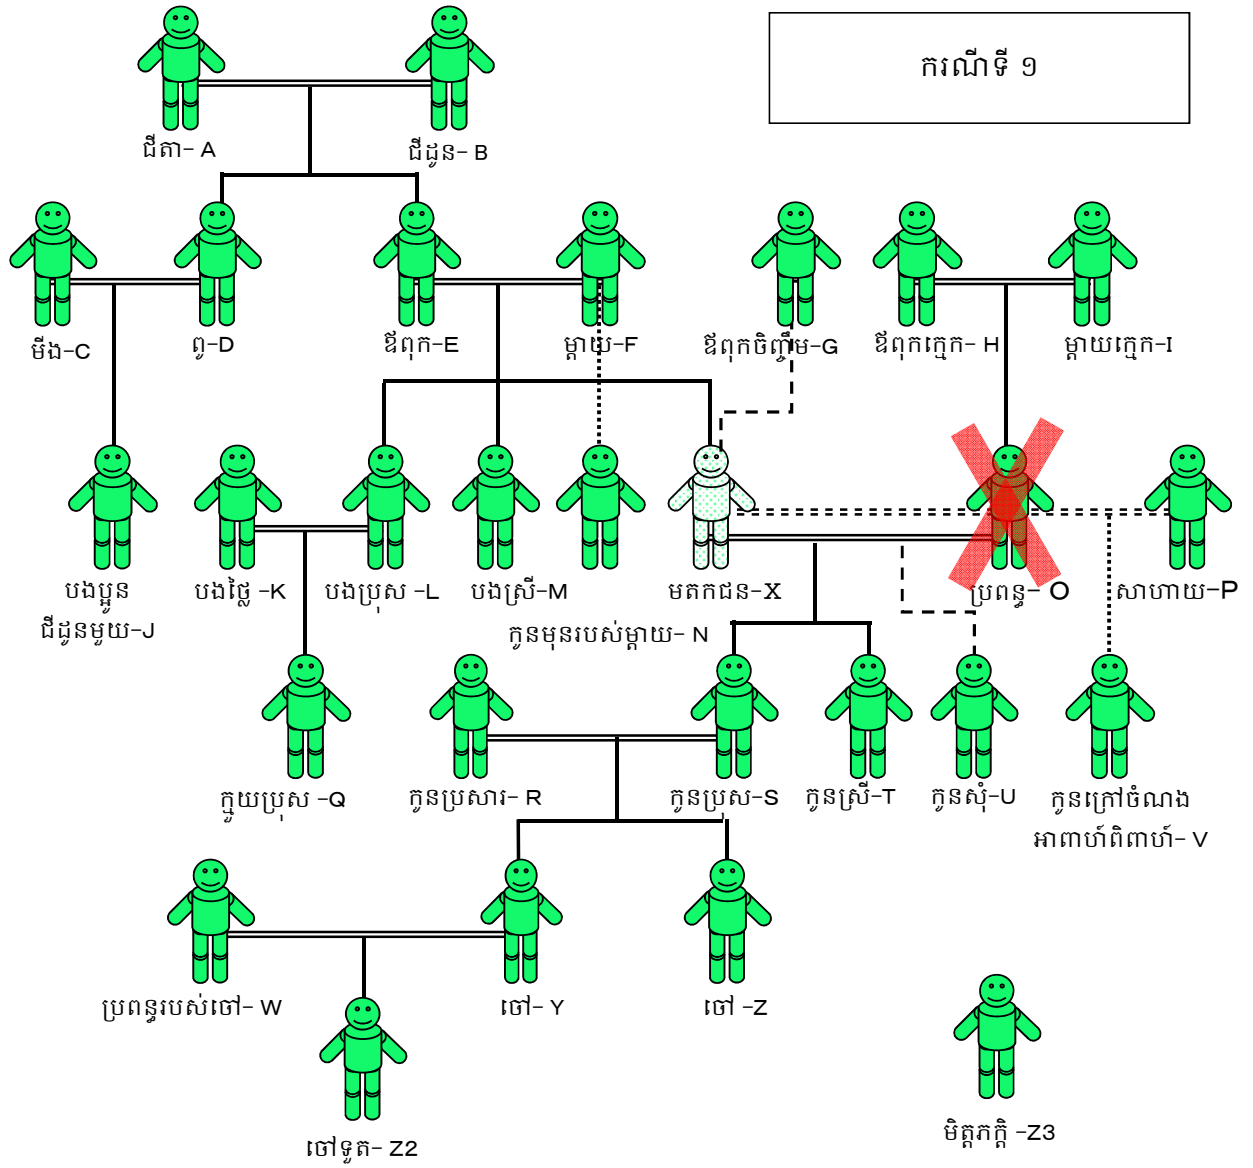 ករណីទី ១
ជីតា- A
ជីដូន- B
មីង-C
ពូ-D
ឪពុក-E
ម្តាយ-F
ឪពុកចិញ្ចឹម-G
ឪពុកក្មេក- H
ម្តាយក្មេក-I
បងប្អូន
ជីដូនមួយ-J
បងថ្លៃ -K
បងប្រុស -L
បងស្រី-M
កូនមុនរបស់ម្តាយ- N
មតកជន-X
ប្រពន្ធ- O
សាហាយ-P
ក្មួយប្រុស -Q
កូនប្រសារ- R
កូនប្រុស-S
កូនស្រី-T
កូនសុំ-U
កូនក្រៅចំណង
អាពាហ៍ពិពាហ៍- V
ប្រពន្ធរបស់ចៅ- W
ចៅ- Y
ចៅ -Z
ចៅទួត- Z2
មិត្តភក្តិ -Z3